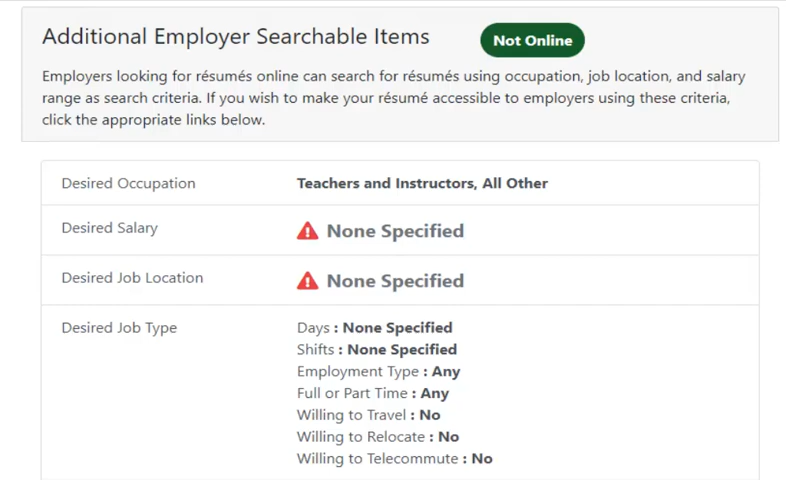 Additional Employer Searchable Items
Not Online
Employers looking for résumés online can search for résumés using occupation, job location, and salary
range as search criteria. If you wish to make your résumé accessible to employers using these criteria,
click the appropriate links below.
Desired Occupation
Teachers and Instructors, All Other
Desired Salary
None Specified
Desired Job Location
None Specified
Desired Job Type
Days : None Specified
Shifts : None Specified
Employment Type : Any
Full or Part Time : Any
Willing to Travel : No
Willing to Relocate : No
Willing to Telecommute : No